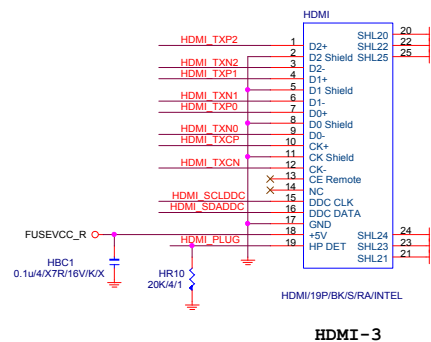 HDMI
HDMI_TXP2 1 D2+ SHL20 20
2 D2 Shield SHL22 22
HDMI_TXN2 3 D2- SHL25 25
HDMI_TXP1 4 D1+
5 D1 Shield
HDMI_TXN1 6 D1-
HDMI_TXP0 7 D0+
8 D0 Shield
HDMI_TXN0 9 D0-
HDMI_TXCP 10 CK+
11 CK Shield
HDMI_TXCN 12 CK-
13 CE Remote
14 NC
HDMI_SCLDDC 15 DDC CLK
HDMI_SDADDC 16 DDC DATA
17 GND
FUSEVCC_R 18 +5V SHL24 24
HDMI_PLUG 19 HP DET SHL23 23
SHL21 21
HBC1
0.1u/4/X7R/16V/K/X
HR10
20K/4/1
HDMI/19P/BK/S/RA/INTEL
HDMI-3